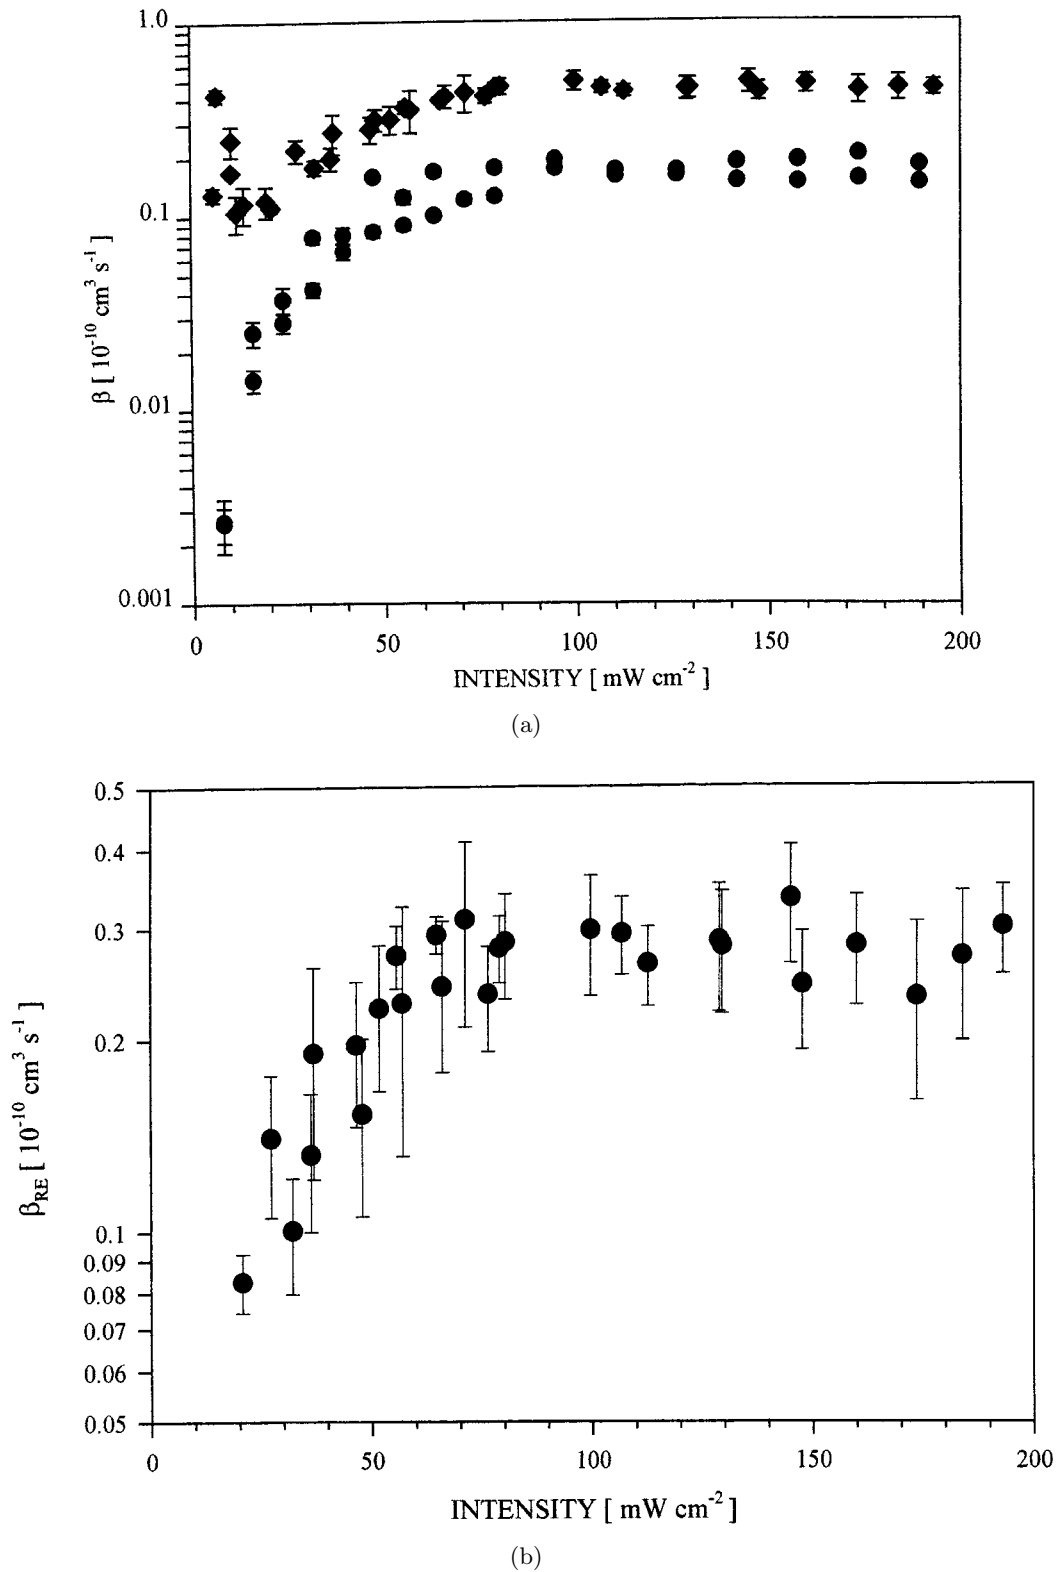 1.0
0.1
0.01
0.001
β [ 10⁻¹⁰ cm³ s⁻¹ ]
0 50 100 150 200
INTENSITY [ mW cm⁻² ]
(a)
0.5
0.4
0.3
0.2
0.1
0.09
0.08
0.07
0.06
0.05
β_RE [ 10⁻¹⁰ cm³ s⁻¹ ]
0 50 100 150 200
INTENSITY [ mW cm⁻² ]
(b)